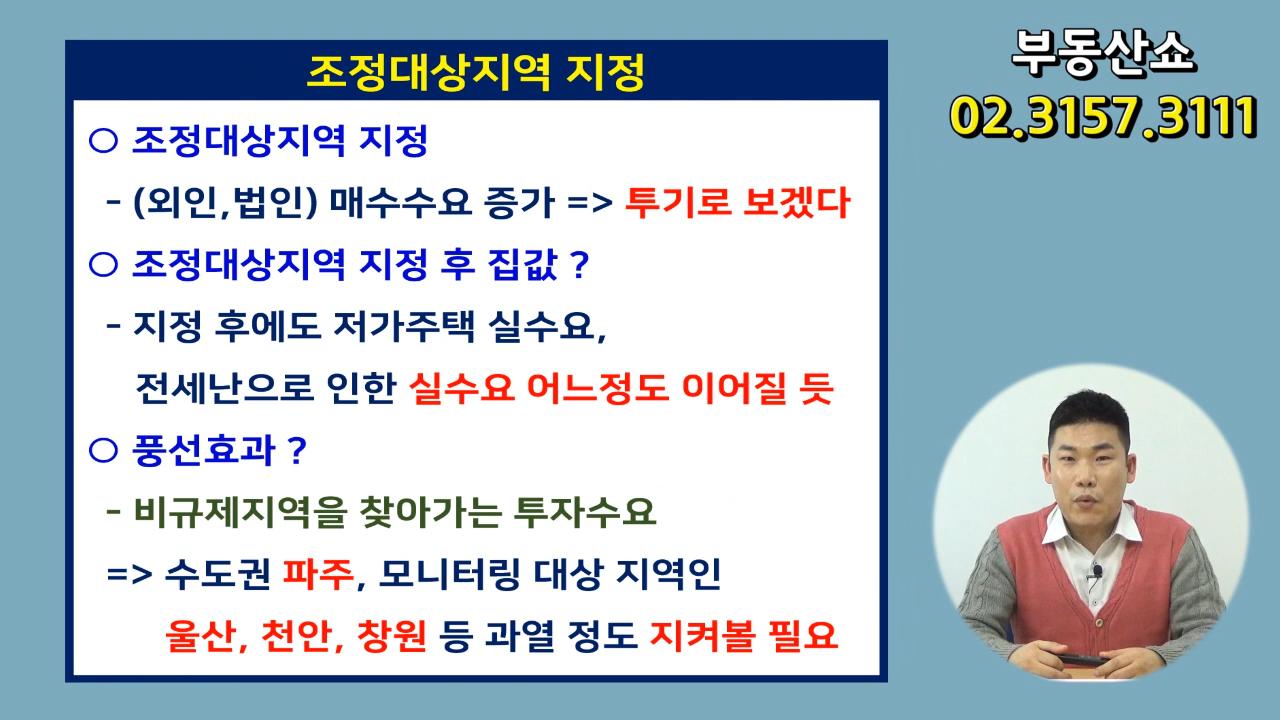 조정대상지역 지정
부동산쇼
02.3157.3111
○ 조정대상지역 지정
- (외인,법인) 매수수요 증가 => 투기로 보겠다
○ 조정대상지역 지정 후 집값 ?
- 지정 후에도 저가주택 실수요,
전세난으로 인한 실수요 어느정도 이어질 듯
○ 풍선효과 ?
- 비규제지역을 찾아가는 투자수요
=> 수도권 파주, 모니터링 대상 지역인
울산, 천안, 창원 등 과열 정도 지켜볼 필요